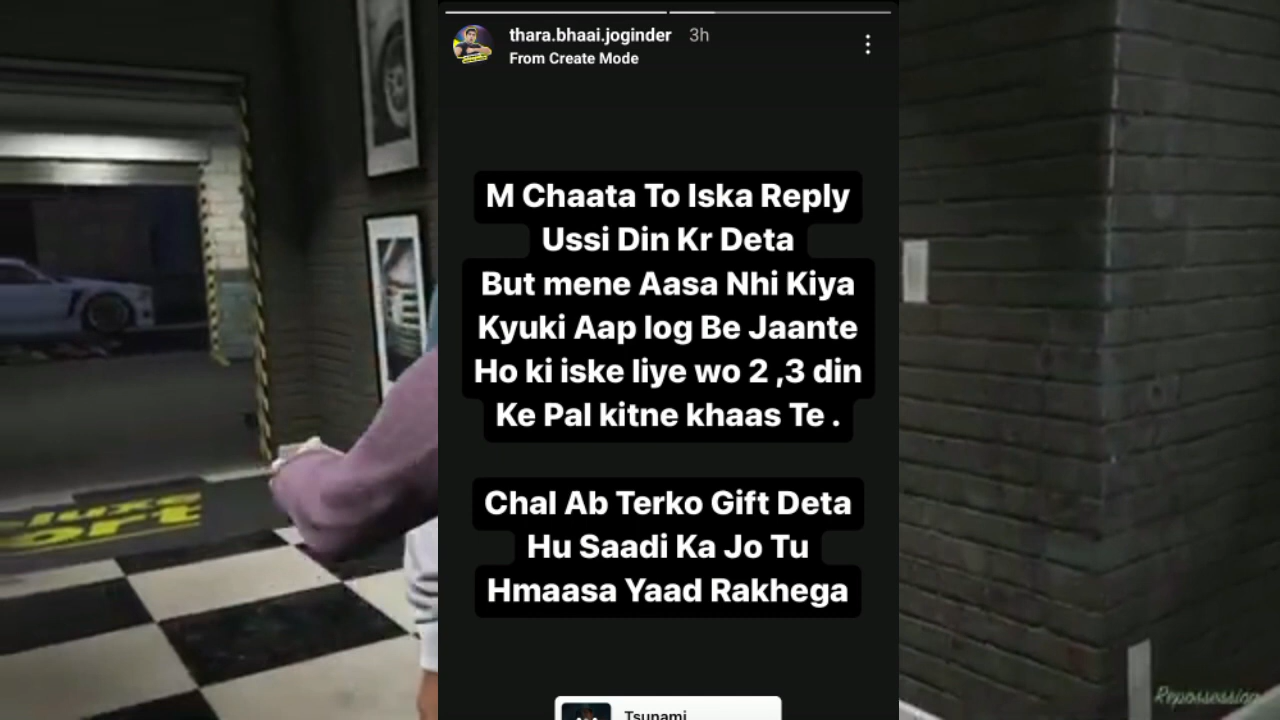 thara.bhaai.joginder 3h
From Create Mode
M Chaata To Iska Reply
Ussi Din Kr Deta
But mene Aasa Nhi Kiya
Kyuki Aap log Be Jaante
Ho ki iske liye wo 2 ,3 din
Ke Pal kitne khaas Te .
Chal Ab Terko Gift Deta
Hu Saadi Ka Jo Tu
Hmaasa Yaad Rakhega
Tsunami
Repossession